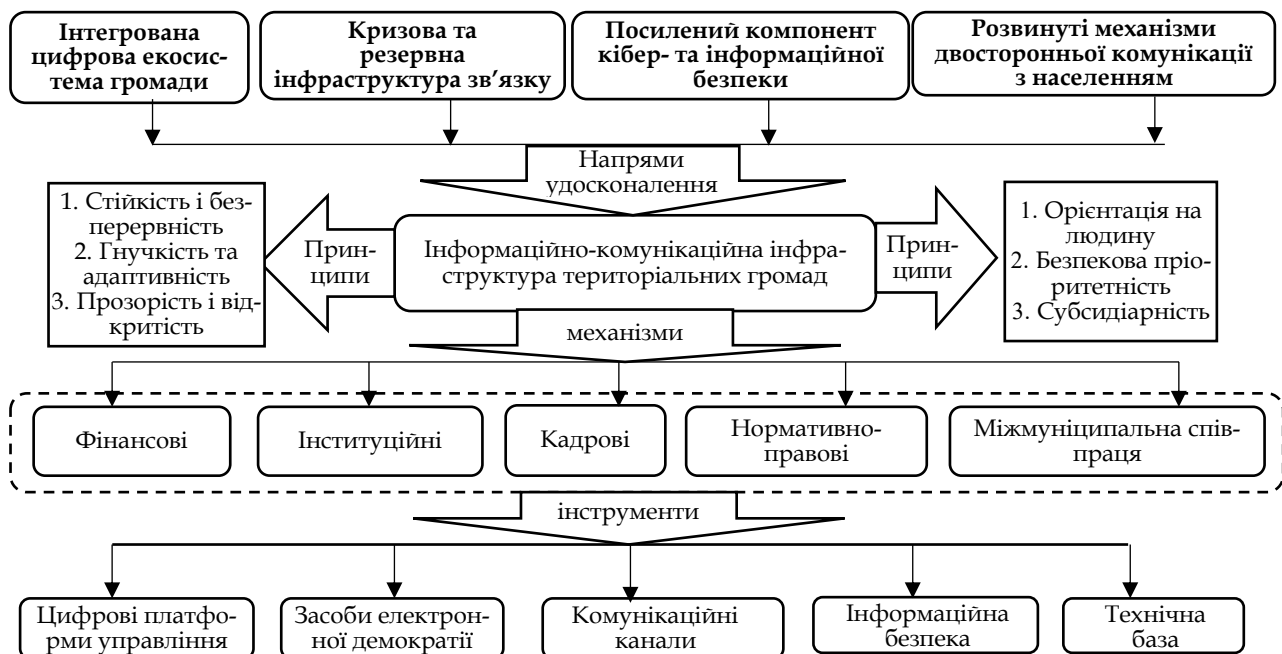 Інтегрована
цифрова екосис-
тема громади
Кризова та
резервна
інфраструктура зв’язку
Посилений компонент
кібер- та інформаційної
безпеки
Розвинуті механізми
двосторонньої комунікації
з населенням
Напрями
удосконалення
1. Стійкість і без-
перервність
2. Гнучкість та
адаптивність
3. Прозорість і від-
критість
Прин-
ципи
Інформаційно-комунікаційна інфра-
структура територіальних громад
Прин-
ципи
1. Орієнтація на
людину
2. Безпекова пріо-
ритетність
3. Субсидіарність
механізми
Фінансові
Інституційні
Кадрові
Нормативно-
правові
Міжмуніципальна спів-
праця
інструменти
Цифрові платфо-
рми управління
Засоби електрон-
ної демократії
Комунікаційні
канали
Інформаційна
безпека
Технічна
база